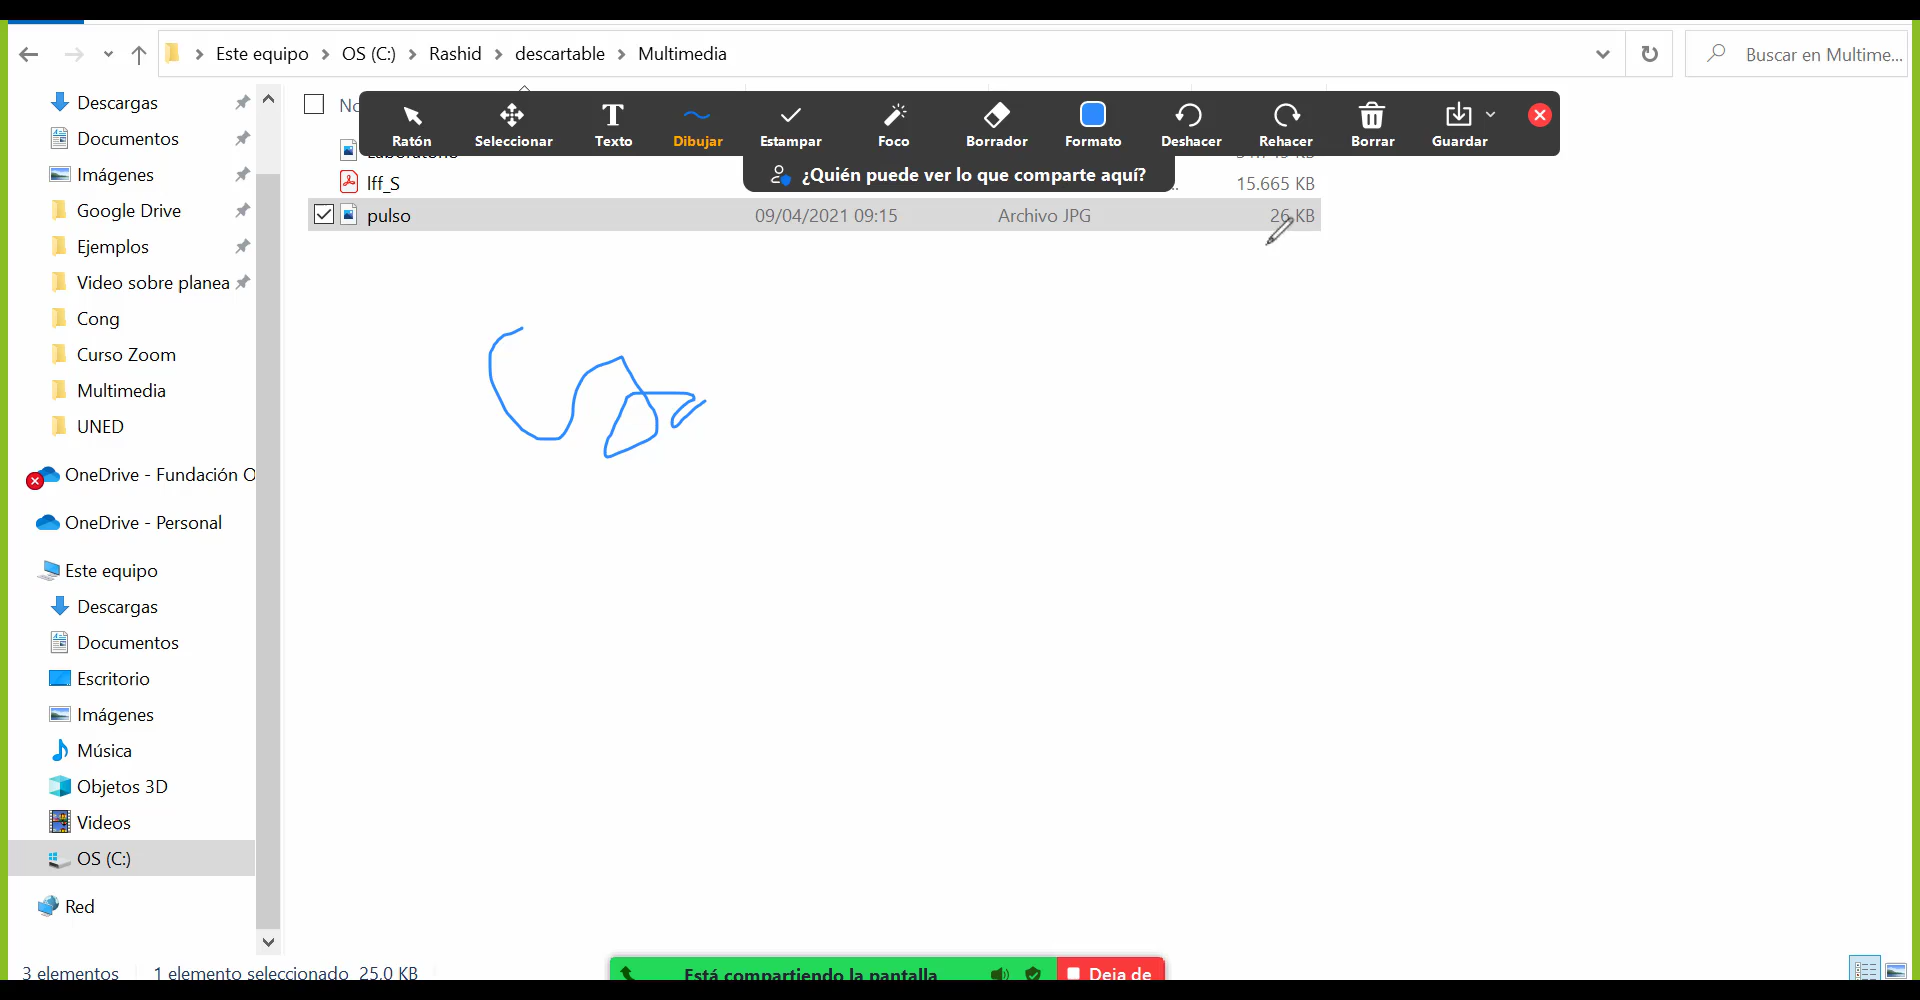 Este equipo > OS (C:) > Rashid > descartable > Multimedia
Buscar en Multime...
Ratón
Seleccionar
Texto
Dibujar
Estampar
Foco
Borrador
Formato
Deshacer
Rehacer
Borrar
Guardar
¿Quién puede ver lo que comparte aquí?
lff_S 15.665 KB
pulso 09/04/2021 09:15 Archivo JPG 26 KB
Descargas
Documentos
Imágenes
Google Drive
Ejemplos
Video sobre planea
Cong
Curso Zoom
Multimedia
UNED
OneDrive - Fundación O
OneDrive - Personal
Este equipo
Descargas
Documentos
Escritorio
Imágenes
Música
Objetos 3D
Videos
OS (C:)
Red
3 elementos 1 elemento seleccionado 25,0 KB
Está compartiendo la pantalla
Deja de